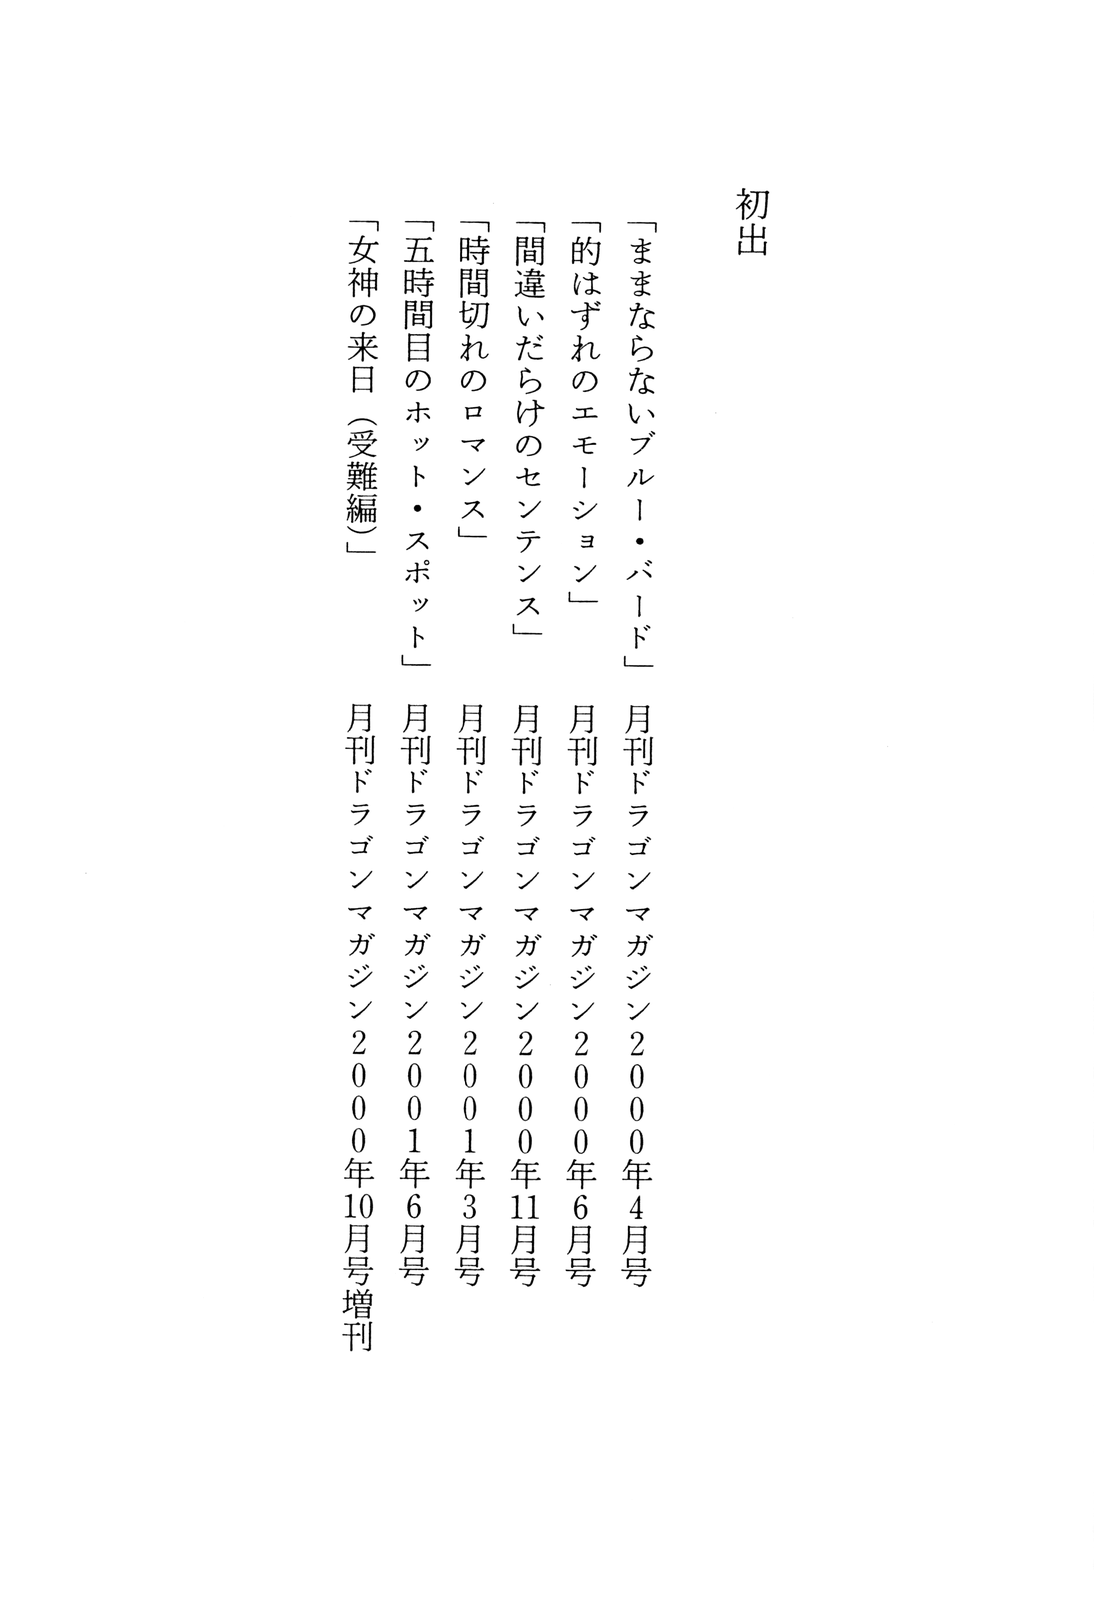 初出
「ままならないブルー・バード」 月刊ドラゴンマガジン2000年4月号
「的はずれのエモーション」 月刊ドラゴンマガジン2000年6月号
「間違いだらけのセンテンス」 月刊ドラゴンマガジン2000年11月号
「時間切れのロマンス」 月刊ドラゴンマガジン2001年3月号
「五時間目のホット・スポット」 月刊ドラゴンマガジン2001年6月号
「女神の来日（受難編）」 月刊ドラゴンマガジン2000年10月号増刊